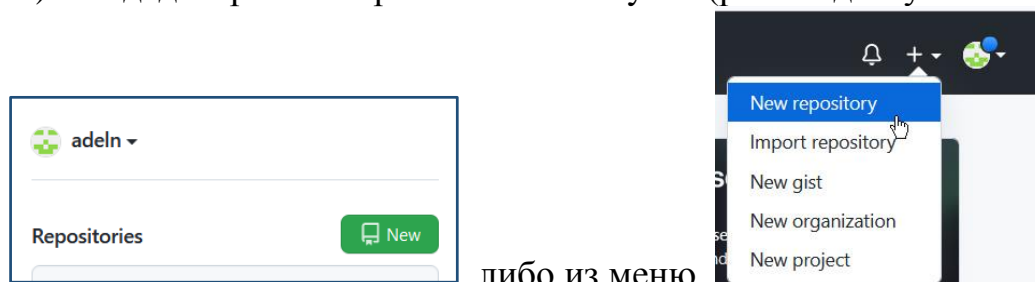 adeln
Repositories
New
либо из меню
New repository
Import repository
New gist
New organization
New project